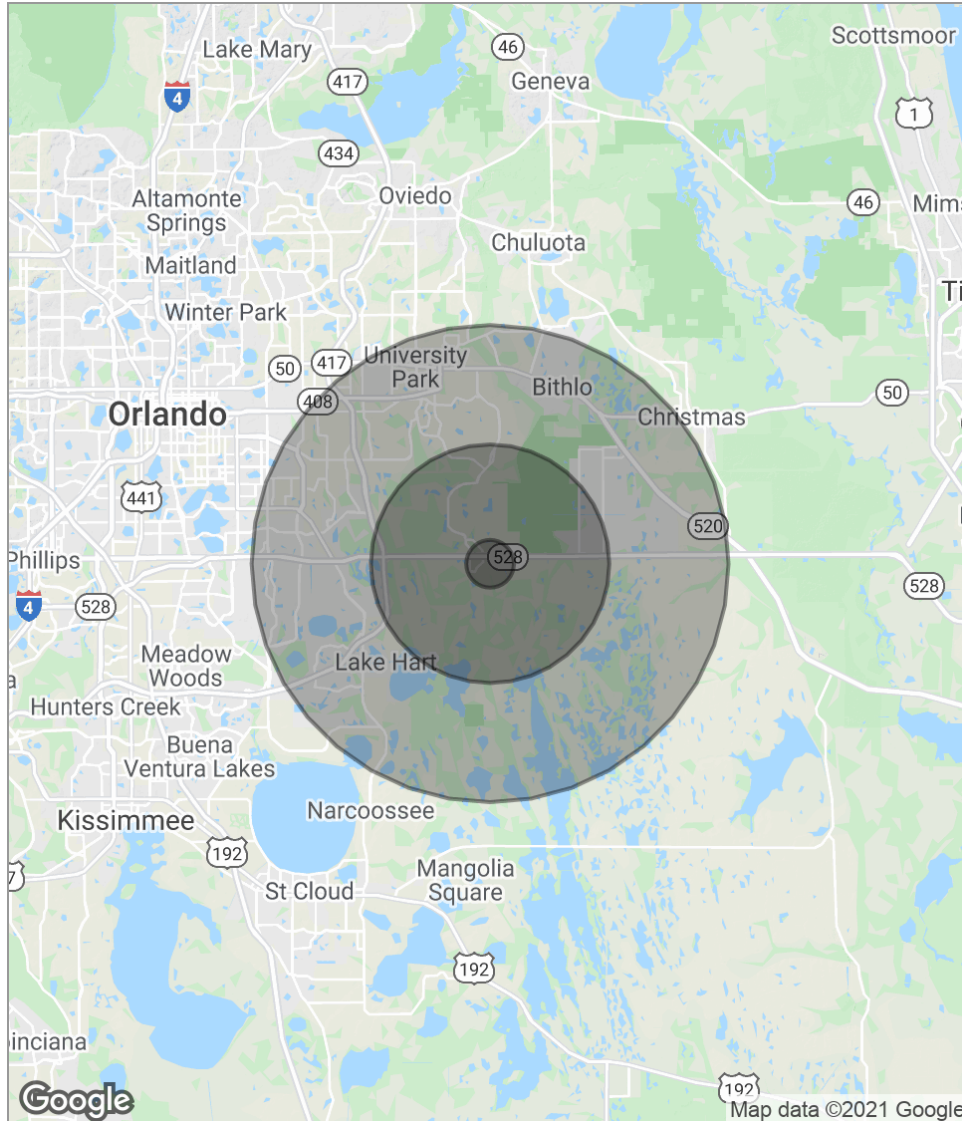 Lake Mary
46
Scottsmoor
417
Geneva
4
1
434
Altamonte
Springs
Oviedo
46
Mims
Chuluota
Maitland
Winter Park
Ti
417
50
University
Park
Bithlo
50
408
Orlando
Christmas
441
520
528
Phillips
528
4
528
Meadow
Woods
Lake Hart
a
Hunters Creek
Buena
Ventura Lakes
Narcoossee
Kissimmee
192
Mangolia
Square
7
St Cloud
192
oinciana
192
Google
Map data ©2021 Google